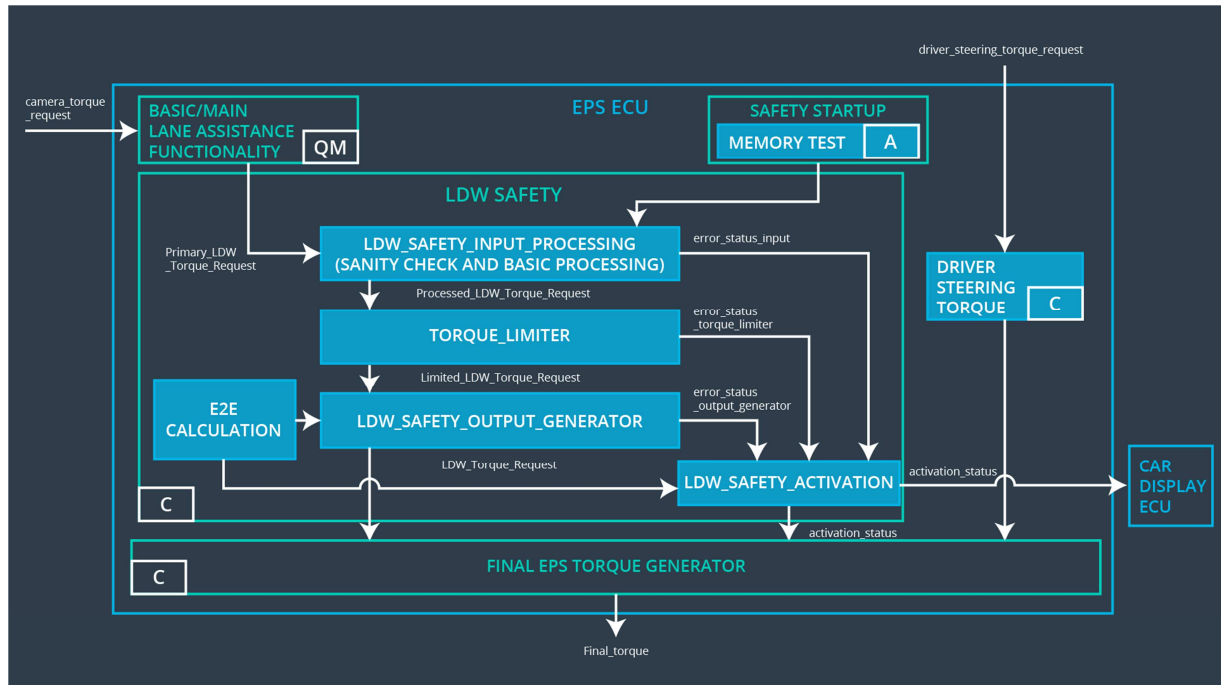 driver_steering_torque_request
camera_torque
_request
EPS ECU
BASIC/MAIN
LANE ASSISTANCE
FUNCTIONALITY
QM
SAFETY STARTUP
MEMORY TEST
A
LDW SAFETY
Primary_LDW
_Torque_Request
LDW_SAFETY_INPUT_PROCESSING
(SANITY CHECK AND BASIC PROCESSING)
error_status_input
DRIVER
STEERING
TORQUE
C
Processed_LDW_Torque_Request
TORQUE_LIMITER
error_status
_torque_limiter
Limited_LDW_Torque_Request
E2E
CALCULATION
LDW_SAFETY_OUTPUT_GENERATOR
error_status
_output_generator
LDW_Torque_Request
LDW_SAFETY_ACTIVATION
activation_status
CAR
DISPLAY
ECU
C
activation_status
FINAL EPS TORQUE GENERATOR
C
Final_torque